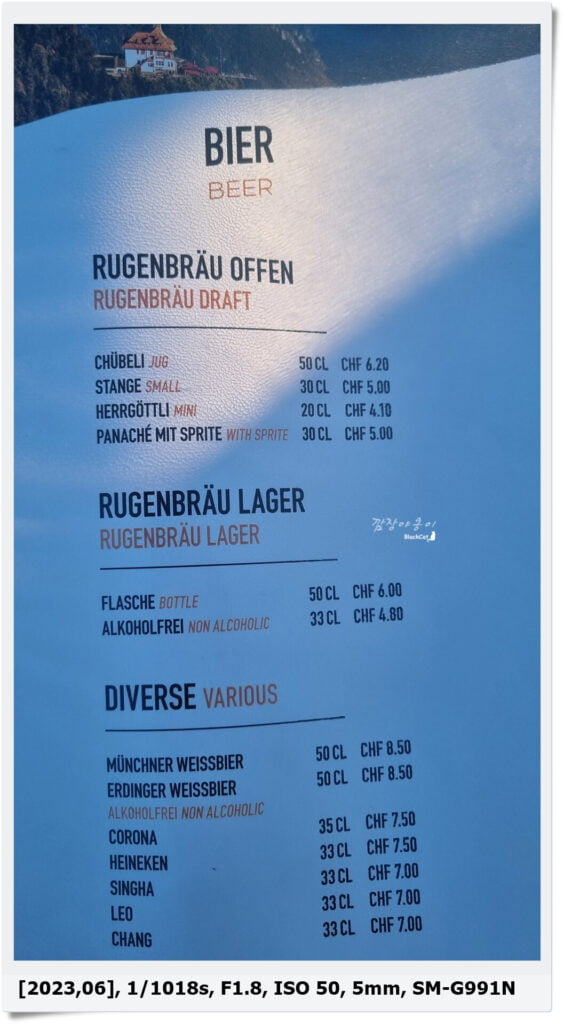 BIER
BEER
RUGENBRÄU OFFEN
RUGENBRÄU DRAFT
CHÜBELI JUG 50 CL CHF 6.20
STANGE SMALL 30 CL CHF 5.00
HERRGÖTTLI MINI 20 CL CHF 4.10
PANACHÉ MIT SPRITE WITH SPRITE 30 CL CHF 5.00
RUGENBRÄU LAGER
RUGENBRÄU LAGER
깜장야옹이
BlackCat
FLASCHE BOTTLE 50 CL CHF 6.00
ALKOHOLFREI NON ALCOHOLIC 33 CL CHF 4.80
DIVERSE VARIOUS
MÜNCHNER WEISSBIER 50 CL CHF 8.50
ERDINGER WEISSBIER 50 CL CHF 8.50
ALKOHOLFREI NON ALCOHOLIC
CORONA 35 CL CHF 7.50
HEINEKEN 33 CL CHF 7.50
SINGHA 33 CL CHF 7.00
LEO 33 CL CHF 7.00
CHANG 33 CL CHF 7.00
[2023,06], 1/1018s, F1.8, ISO 50, 5mm, SM-G991N